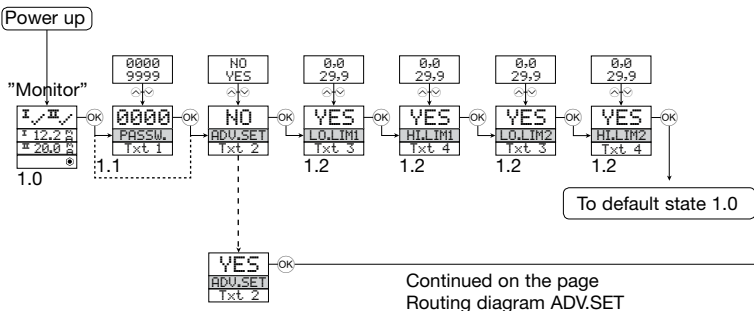 Power up
"Monitor"
0000
9999
NO
YES
0,0
29,9
0,0
29,9
0,0
29,9
0,0
29,9
I / II /
I 12.2
II 20.0
1.0
OK
0000
PASSW.
Txt 1
1.1
OK
NO
ADV.SET
Txt 2
OK
YES
LO.LIM1
Txt 3
1.2
OK
YES
HI.LIM1
Txt 4
1.2
OK
YES
LO.LIM2
Txt 3
1.2
OK
YES
HI.LIM2
Txt 4
1.2
OK
To default state 1.0
YES
ADV.SET
Txt 2
OK
Continued on the page
Routing diagram ADV.SET